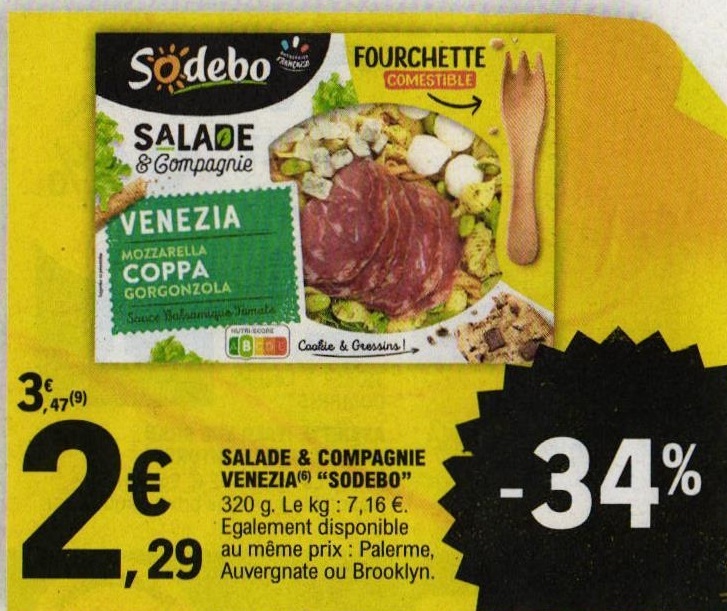 Sodebo
FRANÇAISE
SALADE
& Compagnie
FOURCHETTE
COMESTIBLE
VENEZIA
MOZZARELLA
COPPA
GORGONZOLA
Sauce Balsamique Tomate
NUTRI-SCORE
A B C D E
Cookie & Gressins !
3€,47(9)
2€,29
SALADE & COMPAGNIE
VENEZIA(6) “SODEBO”
320 g. Le kg : 7,16 €.
Egalement disponible
au même prix : Palerme,
Auvergnate ou Brooklyn.
-34%